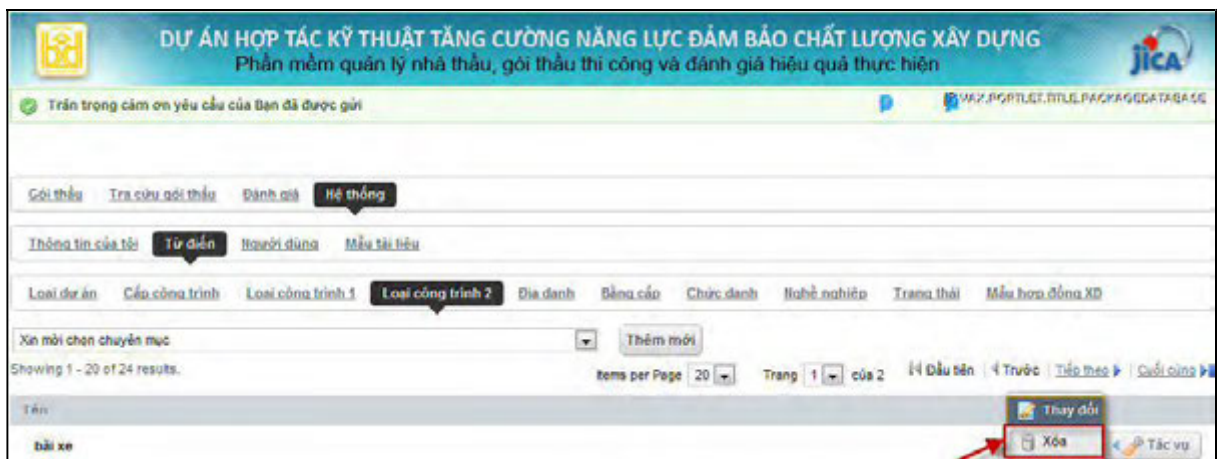 DỰ ÁN HỢP TÁC KỸ THUẬT TĂNG CƯỜNG NĂNG LỰC ĐẢM BẢO CHẤT LƯỢNG XÂY DỰNG
Phần mềm quản lý nhà thầu, gói thầu thi công và đánh giá hiệu quả thực hiện
jica
Trân trọng cảm ơn yêu cầu của Bạn đã được gửi
VAX.PORTLET.TITLE.PACKAGEDATABASE
Gói thầu Tra cứu gói thầu Đánh giá Hệ thống
Thông tin của tôi Từ điển Người dùng Mẫu tài liệu
Loại dự án Cấp công trình Loại công trình 1 Loại công trình 2 Địa danh Bằng cấp Chức danh Nghề nghiệp Trạng thái Mẫu hợp đồng XD
Xin mời chọn chuyên mục Thêm mới
Showing 1 - 20 of 24 results. Items per Page 20 Trang 1 của 2 Đầu tiên Trước Tiếp theo Cuối cùng
Tên
Thay đổi
bãi xe Xóa Tác vụ